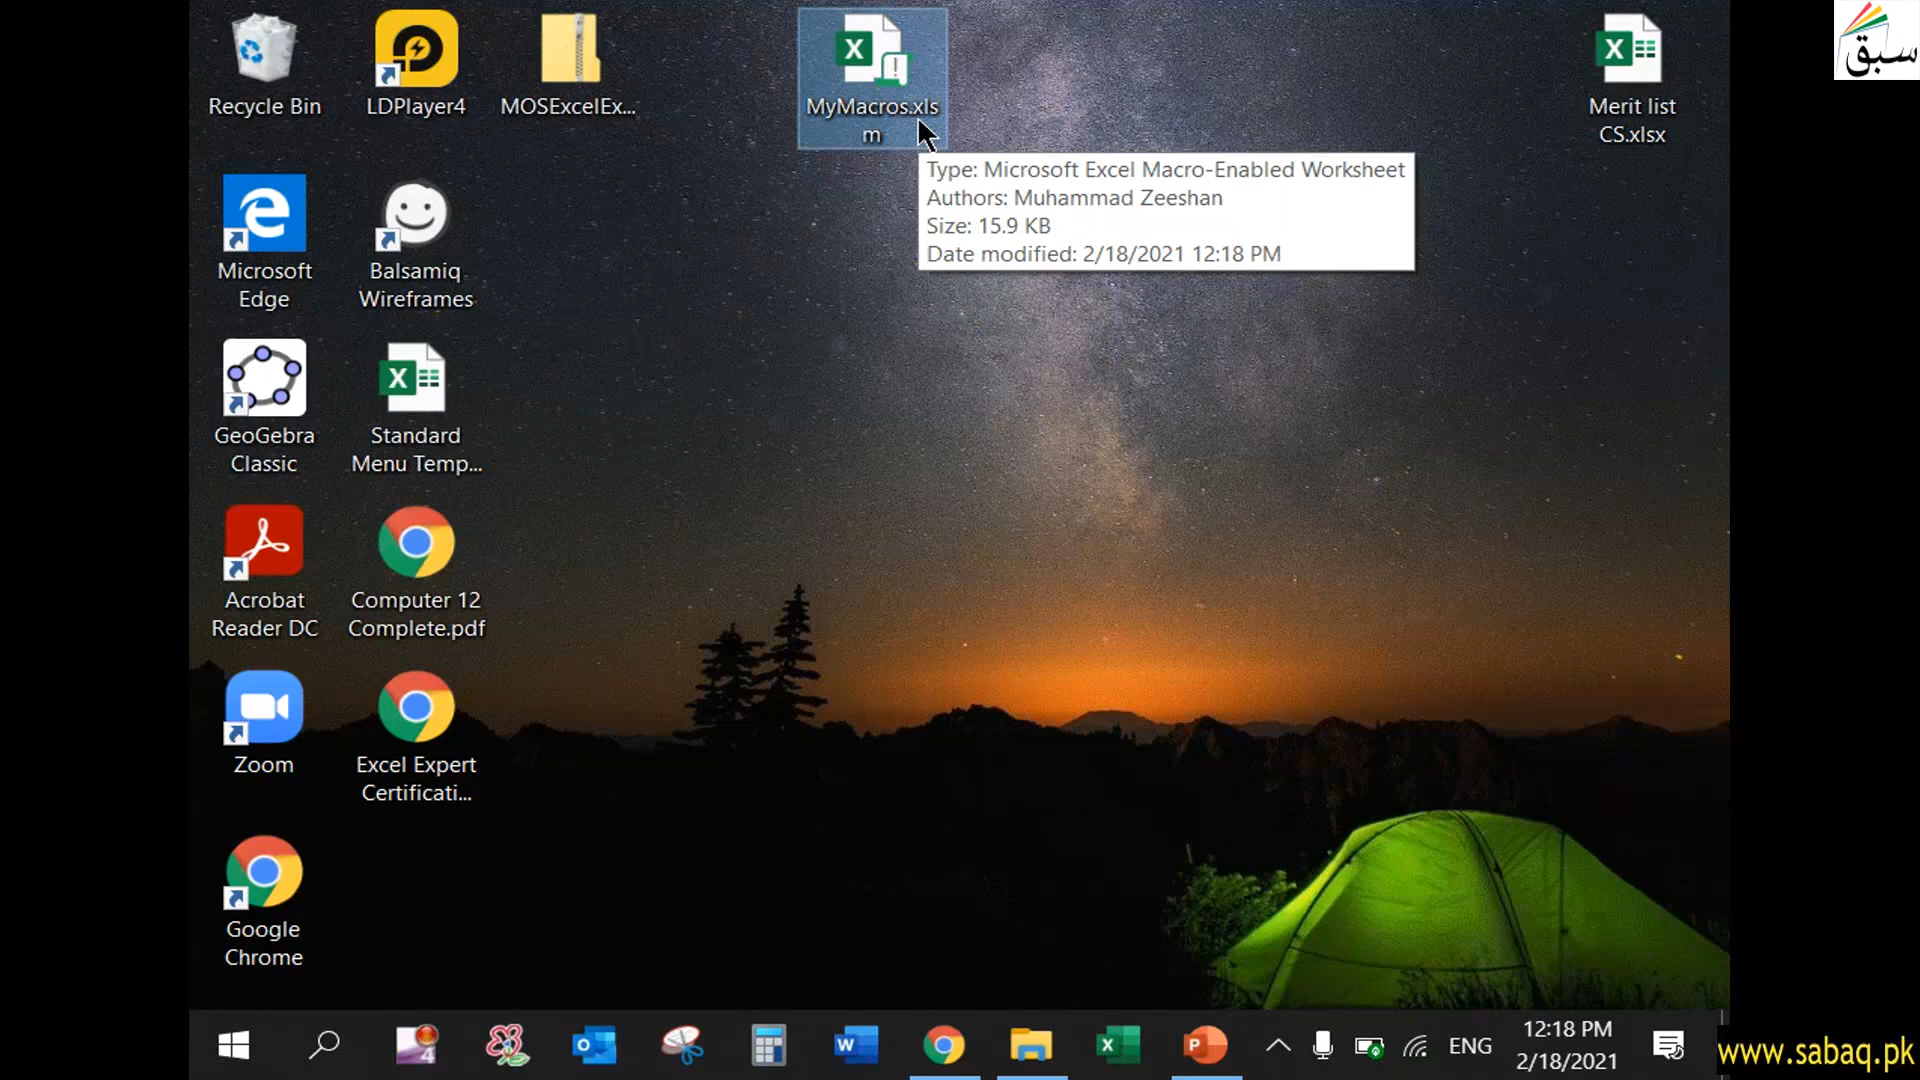 Recycle Bin
LDPlayer4
MOSExcelEx...
MyMacros.xls
m
Merit list
CS.xlsx
سبق
Type: Microsoft Excel Macro-Enabled Worksheet
Authors: Muhammad Zeeshan
Size: 15.9 KB
Date modified: 2/18/2021 12:18 PM
Microsoft
Edge
Balsamiq
Wireframes
GeoGebra
Classic
Standard
Menu Temp...
Acrobat
Reader DC
Computer 12
Complete.pdf
Zoom
Excel Expert
Certificati...
Google
Chrome
ENG
12:18 PM
2/18/2021
www.sabaq.pk